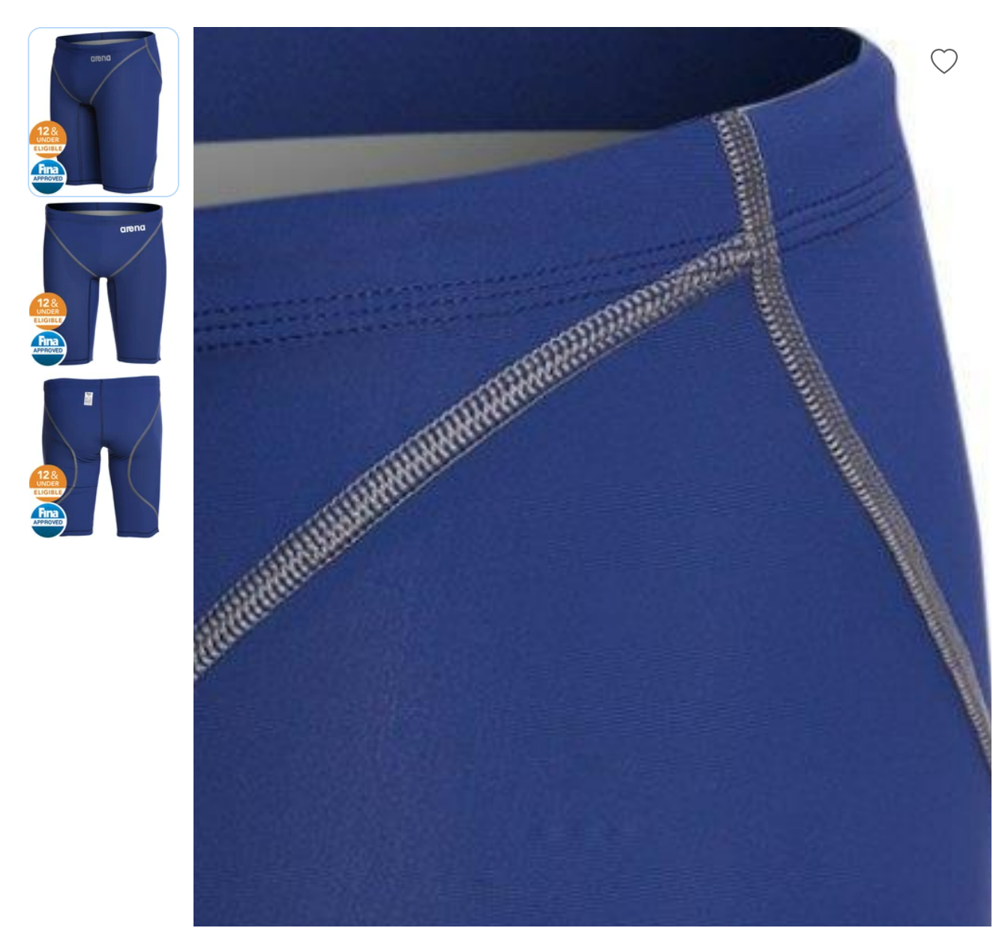 arena
12 &
UNDER
ELIGIBLE
Fina
APPROVED
arena
12 &
UNDER
ELIGIBLE
Fina
APPROVED
12 &
UNDER
ELIGIBLE
Fina
APPROVED